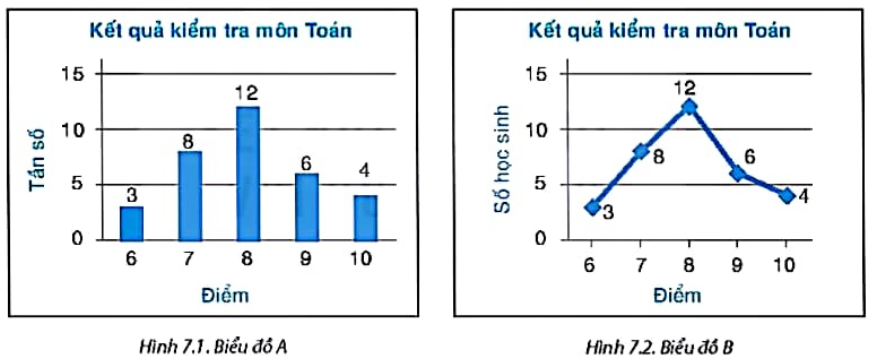 Kết quả kiểm tra môn Toán
Tần số
15
10
5
0
3
8
12
6
4
6 7 8 9 10
Điểm
Hình 7.1. Biểu đồ A
Kết quả kiểm tra môn Toán
Số học sinh
15
10
5
0
3
8
12
6
4
6 7 8 9 10
Điểm
Hình 7.2. Biểu đồ B